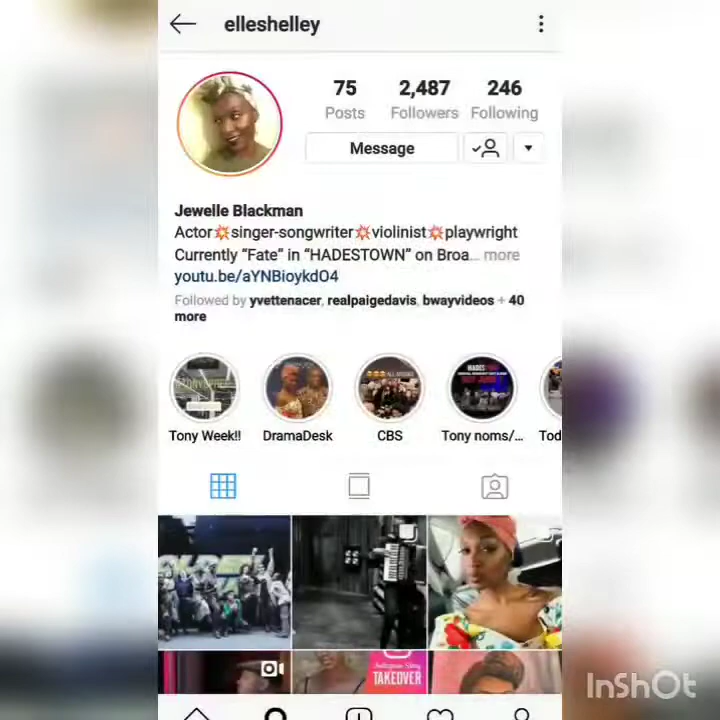 elleshelley
75 2,487 246
Posts Followers Following
Message
Jewelle Blackman
Actor💥singer-songwriter💥violinist💥playwright
Currently “Fate” in “HADESTOWN” on Broa... more
youtu.be/aYNBioykdO4
Followed by yvettenacer, realpaigedavis, bwayvideos + 40
more
Tony Week!! DramaDesk CBS Tony noms/... Tod
Instagram Story
TAKEOVER
InShOt